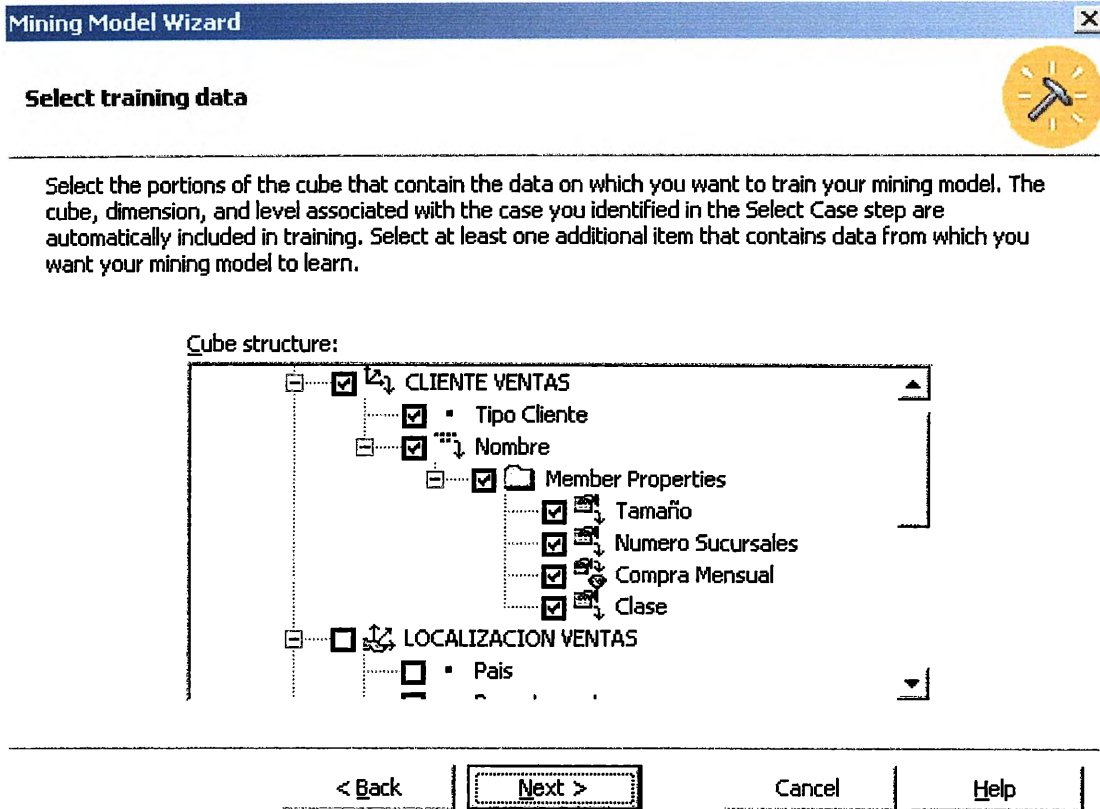 Mining Model Wizard
Select training data
Select the portions of the cube that contain the data on which you want to train your mining model. The
cube, dimension, and level associated with the case you identified in the Select Case step are
automatically included in training. Select at least one additional item that contains data from which you
want your mining model to learn.
Cube structure:
CLIENTE VENTAS
Tipo Cliente
Nombre
Member Properties
Tamaño
Numero Sucursales
Compra Mensual
Clase
LOCALIZACION VENTAS
Pais
< Back
Next >
Cancel
Help